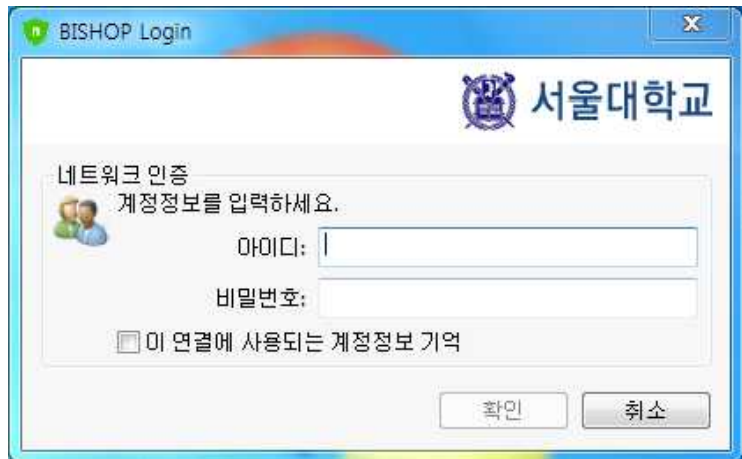 BISHOP Login
서울대학교
네트워크 인증
계정정보를 입력하세요.
아이디:
비밀번호:
이 연결에 사용되는 계정정보 기억
확인 취소